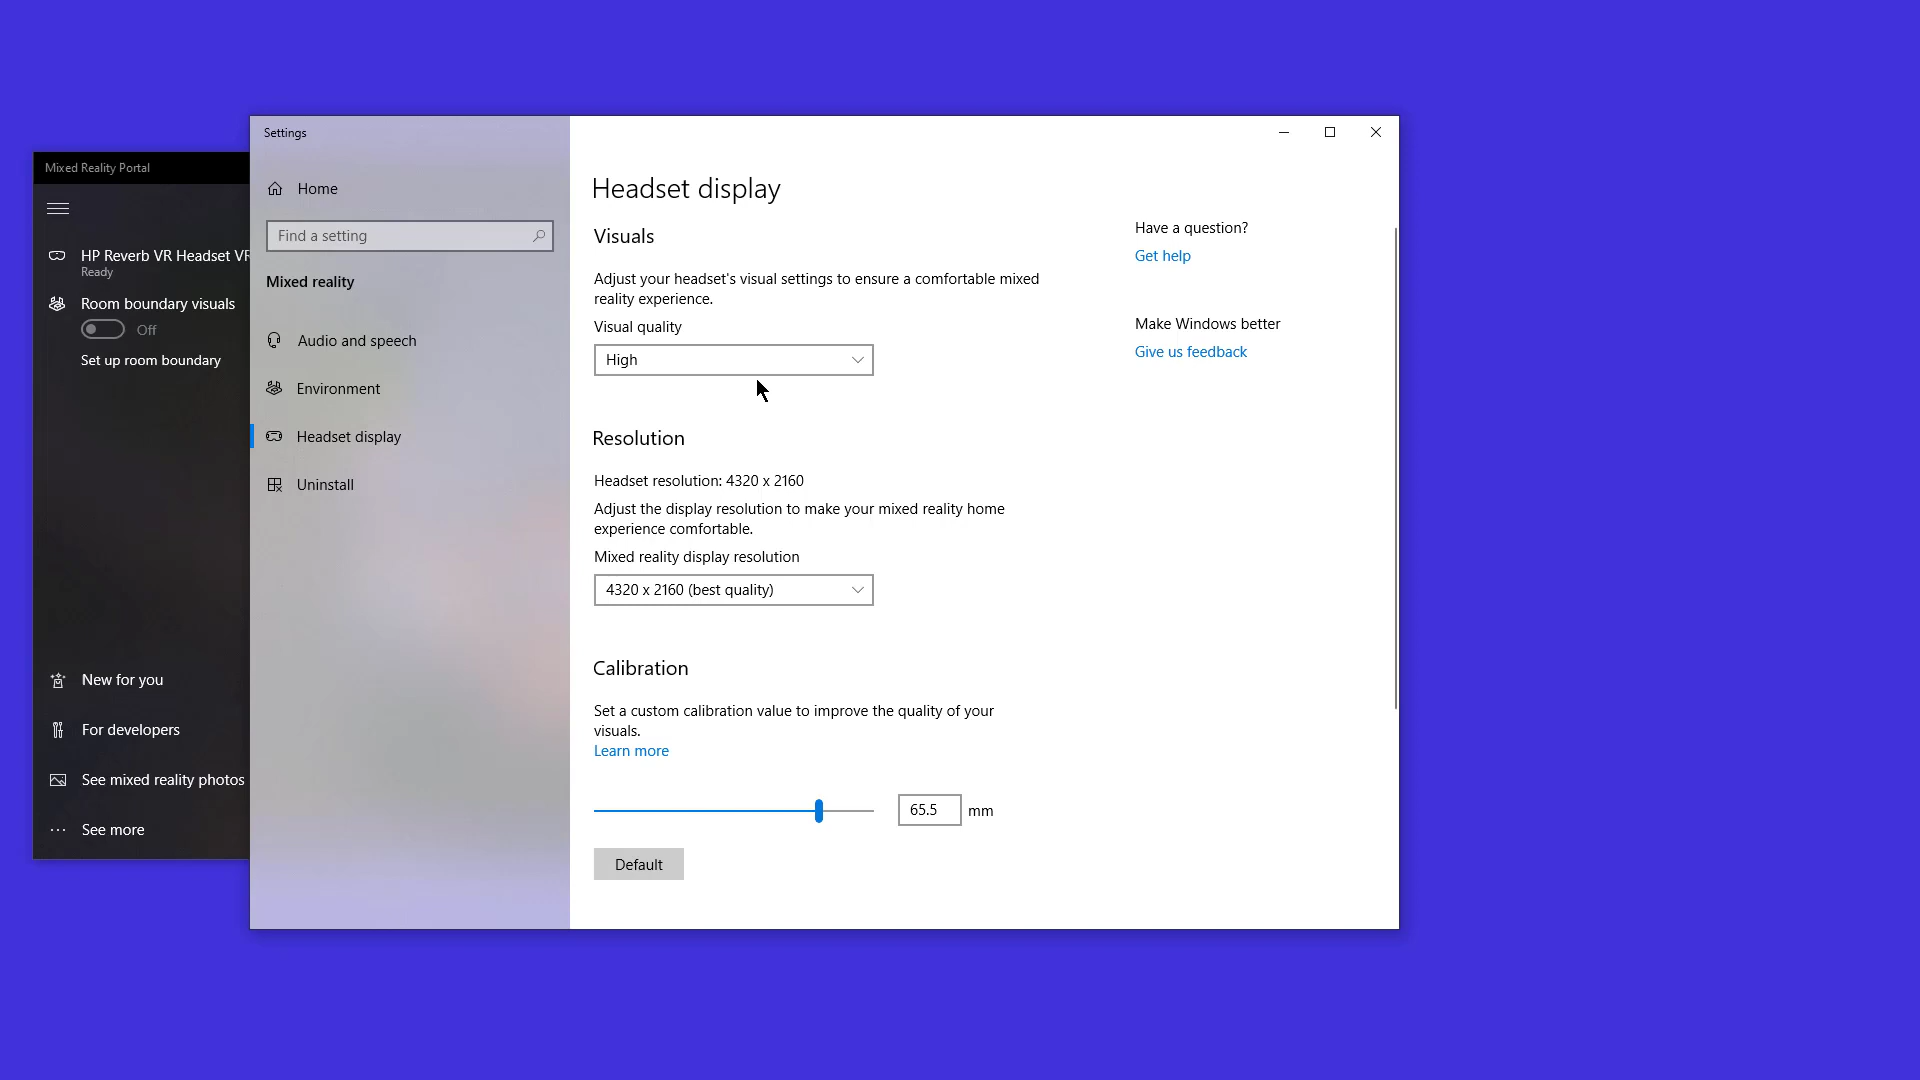 Mixed Reality Portal
HP Reverb VR Headset VR
Ready
Room boundary visuals
Off
Set up room boundary
New for you
For developers
See mixed reality photos
See more
Settings
Home
Find a setting
Mixed reality
Audio and speech
Environment
Headset display
Uninstall
Headset display
Visuals
Adjust your headset's visual settings to ensure a comfortable mixed
reality experience.
Visual quality
High
Resolution
Headset resolution: 4320 x 2160
Adjust the display resolution to make your mixed reality home
experience comfortable.
Mixed reality display resolution
4320 x 2160 (best quality)
Calibration
Set a custom calibration value to improve the quality of your
visuals.
Learn more
65.5 mm
Default
Have a question?
Get help
Make Windows better
Give us feedback